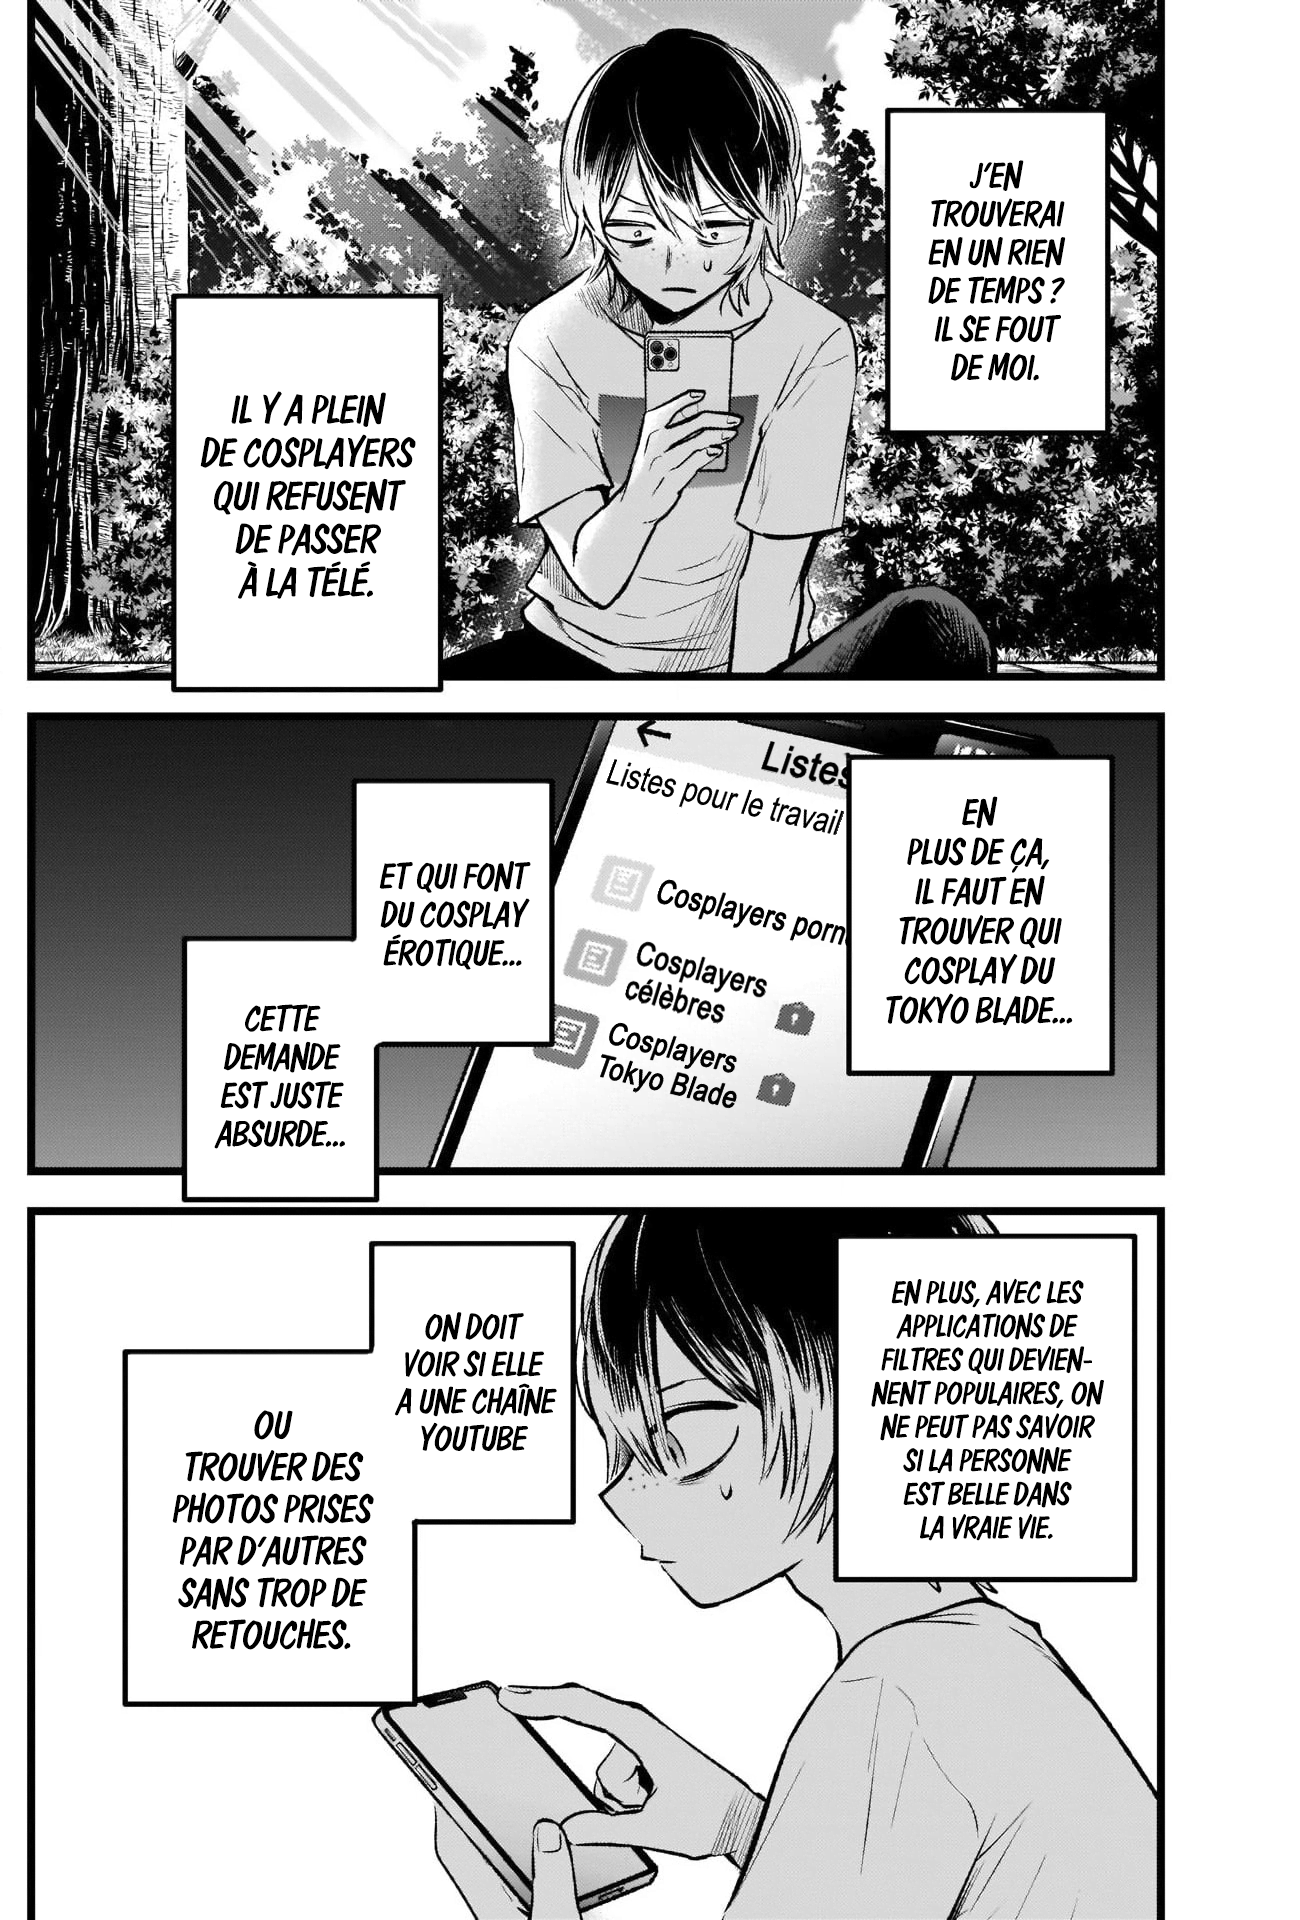 J'EN
TROUVERAI
EN UN RIEN
DE TEMPS ?
IL SE FOUT
DE MOI.
IL Y A PLEIN
DE COSPLAYERS
QUI REFUSENT
DE PASSER
À LA TÉLÉ.
Listes
Listes pour le travail
Cosplayers
Cosplayers
célèbres
Cosplayers
Tokyo Blade
EN
PLUS DE ÇA,
IL FAUT EN
TROUVER QUI
COSPLAY DU
TOKYO BLADE...
ET QUI FONT
DU COSPLAY
ÉROTIQUE...
CETTE
DEMANDE
EST JUSTE
ABSURDE...
EN PLUS, AVEC LES
APPLICATIONS DE
FILTRES QUI DEVIEN-
NENT POPULAIRES, ON
NE PEUT PAS SAVOIR
SI LA PERSONNE
EST BELLE DANS
LA VRAIE VIE.
ON DOIT
VOIR SI ELLE
A UNE CHAÎNE
YOUTUBE
OU
TROUVER DES
PHOTOS PRISES
PAR D'AUTRES
SANS TROP DE
RETOUCHES.